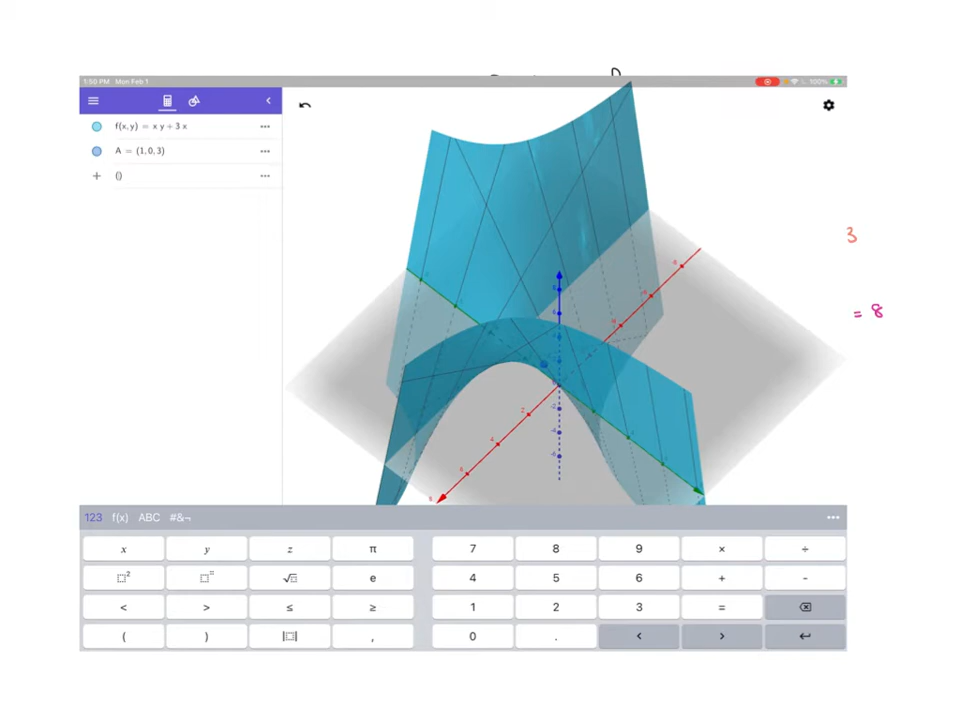 1:50 PM Mon Feb 1
100%
f(x,y) = x y + 3 x
A = (1,0,3)
+ ()
3
= 8
123 f(x) ABC #&¬
x y z π 7 8 9 × ÷
√ e 4 5 6 + -
< > ≤ ≥ 1 2 3 =
( ) , 0 . < >